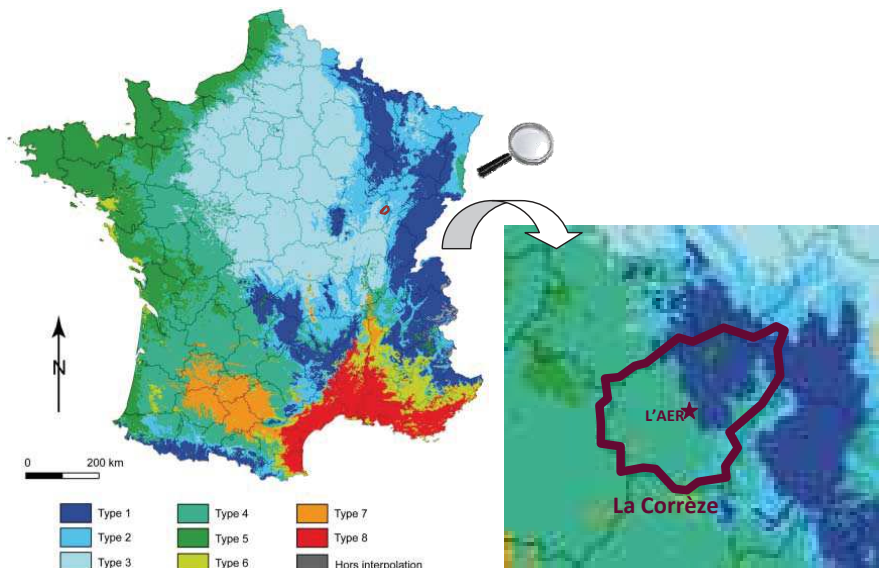 N
0 200 km
Type 1
Type 2
Type 3
Type 4
Type 5
Type 6
Type 7
Type 8
Hors interpolation
L'AER
La Corrèze